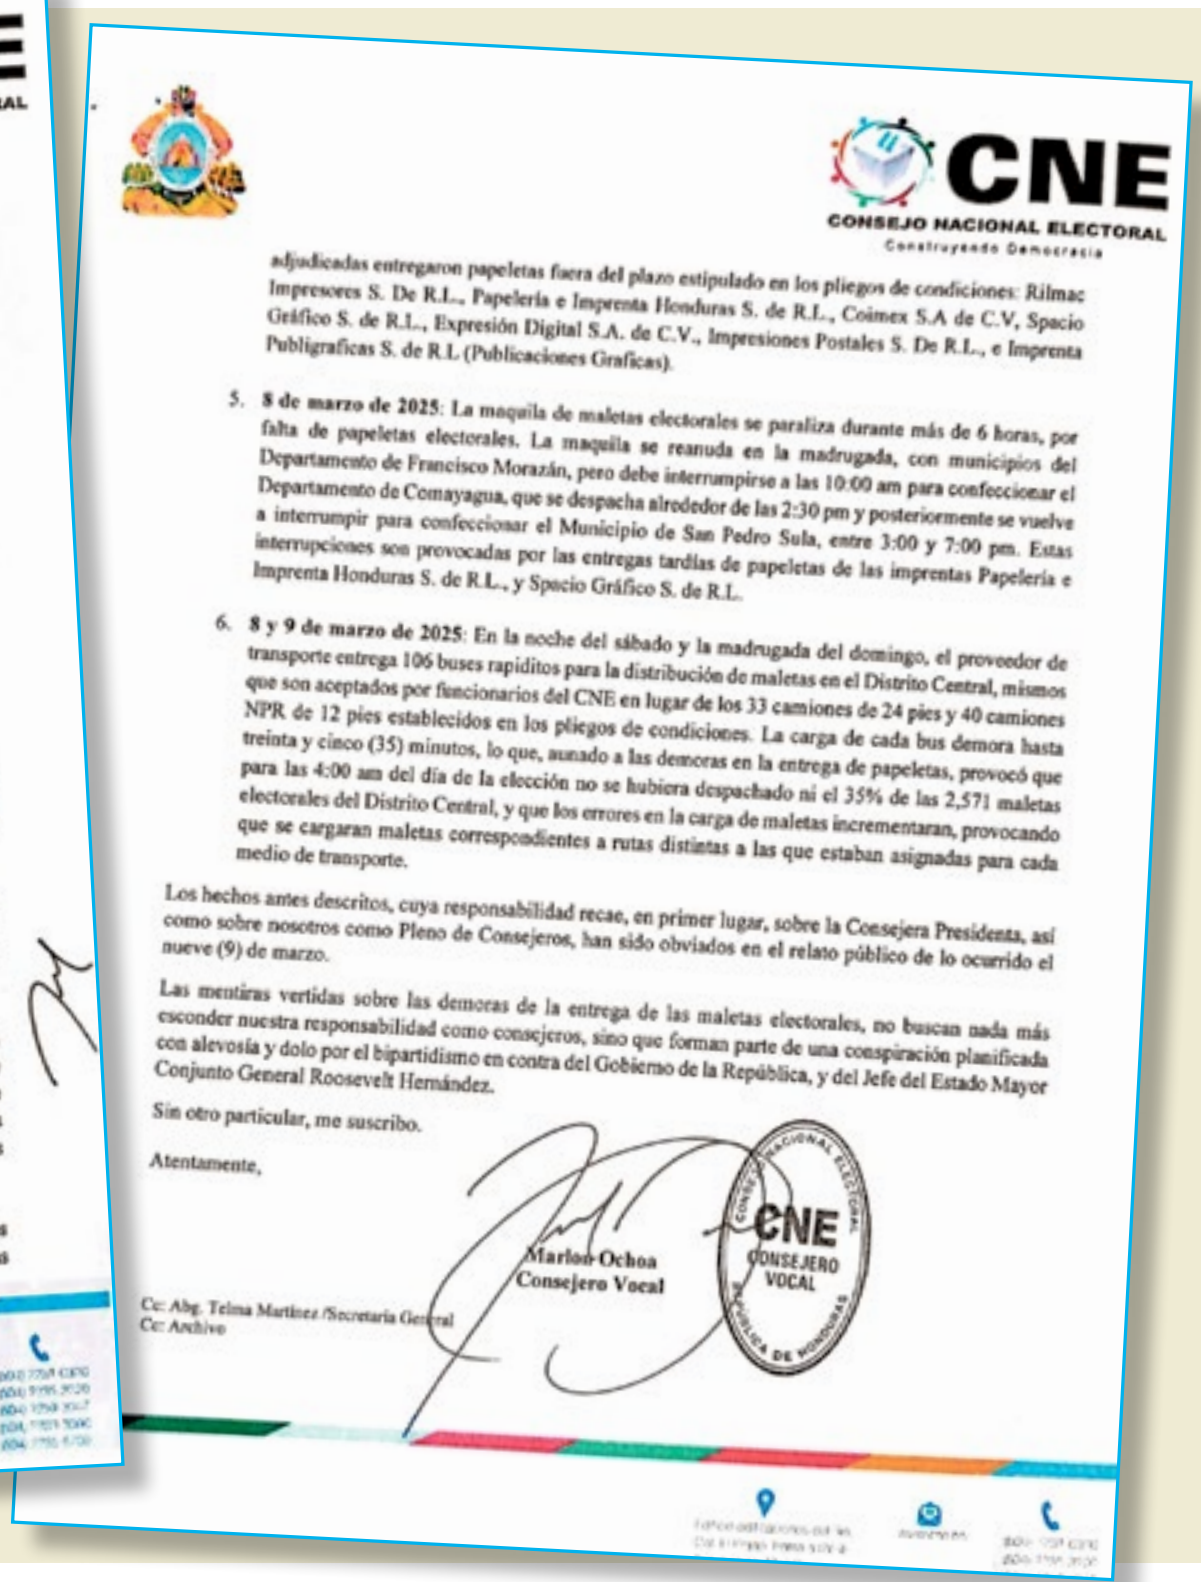 E
RAL
CNE
CONSEJO NACIONAL ELECTORAL
Construyendo Democracia
adjudicadas entregaron papeletas fuera del plazo estipulado en los pliegos de condiciones: Rilmac
Impresores S. De R.L., Papelería e Imprenta Honduras S. de R.L., Coimex S.A de C.V, Spacio
Gráfico S. de R.L., Expresión Digital S.A. de C.V., Impresiones Postales S. De R.L., e Imprenta
Publigraficas S. de R.L (Publicaciones Graficas).
5. 8 de marzo de 2025: La maquila de maletas electorales se paraliza durante más de 6 horas, por
falta de papeletas electorales. La maquila se reanuda en la madrugada, con municipios del
Departamento de Francisco Morazán, pero debe interrumpirse a las 10:00 am para confeccionar el
Departamento de Comayagua, que se despacha alrededor de las 2:30 pm y posteriormente se vuelve
a interrumpir para confeccionar el Municipio de San Pedro Sula, entre 3:00 y 7:00 pm. Estas
interrupciones son provocadas por las entregas tardías de papeletas de las imprentas Papelería e
Imprenta Honduras S. de R.L., y Spacio Gráfico S. de R.L.
6. 8 y 9 de marzo de 2025: En la noche del sábado y la madrugada del domingo, el proveedor de
transporte entrega 106 buses rapiditos para la distribución de maletas en el Distrito Central, mismos
que son aceptados por funcionarios del CNE en lugar de los 33 camiones de 24 pies y 40 camiones
NPR de 12 pies establecidos en los pliegos de condiciones. La carga de cada bus demora hasta
treinta y cinco (35) minutos, lo que, aunado a las demoras en la entrega de papeletas, provocó que
para las 4:00 am del día de la elección no se hubiera despachado ni el 35% de las 2,571 maletas
electorales del Distrito Central, y que los errores en la carga de maletas incrementaran, provocando
que se cargaran maletas correspondientes a rutas distintas a las que estaban asignadas para cada
medio de transporte.
Los hechos antes descritos, cuya responsabilidad recae, en primer lugar, sobre la Consejera Presidenta, así
como sobre nosotros como Pleno de Consejeros, han sido obviados en el relato público de lo ocurrido el
nueve (9) de marzo.
Las mentiras vertidas sobre las demoras de la entrega de las maletas electorales, no buscan nada más
esconder nuestra responsabilidad como consejeros, sino que forman parte de una conspiración planificada
con alevosía y dolo por el bipartidismo en contra del Gobierno de la República, y del Jefe del Estado Mayor
Conjunto General Roosevelt Hernández.
Sin otro particular, me suscribo.
Atentamente,
Marlon Ochoa
Consejero Vocal
CONSEJO NACIONAL ELECTORAL
CNE
CONSEJERO
VOCAL
REPÚBLICA DE HONDURAS
Cc: Abg. Telma Martinez /Secretaria General
Cc: Archivo